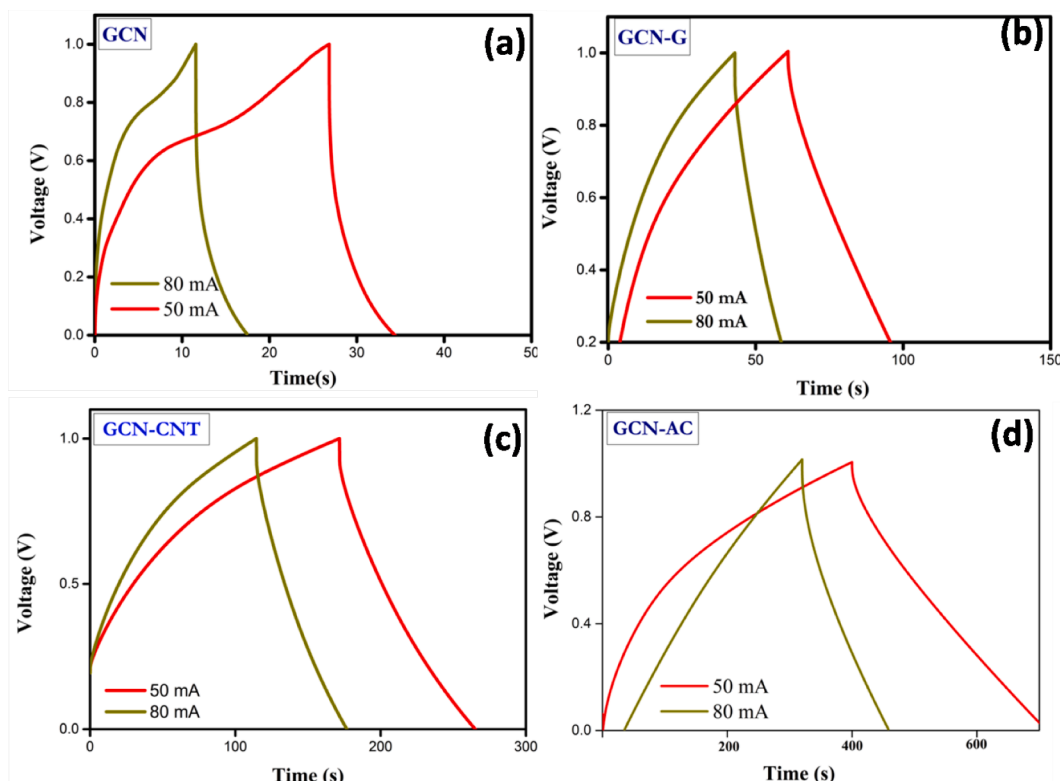 GCN
(a)
1.0
0.8
0.6
0.4
0.2
0.0
Voltage (V)
80 mA
50 mA
0
10
20
30
40
50
Time(s)
GCN-G
(b)
1.0
0.8
0.6
0.4
0.2
Voltage (V)
50 mA
80 mA
0
50
100
150
Time (s)
GCN-CNT
(c)
1.0
0.5
0.0
Voltage (V)
50 mA
80 mA
0
100
200
300
Time (s)
GCN-AC
(d)
1.2
0.8
0.4
0.0
Voltage (V)
50 mA
80 mA
200
400
600
Time (s)